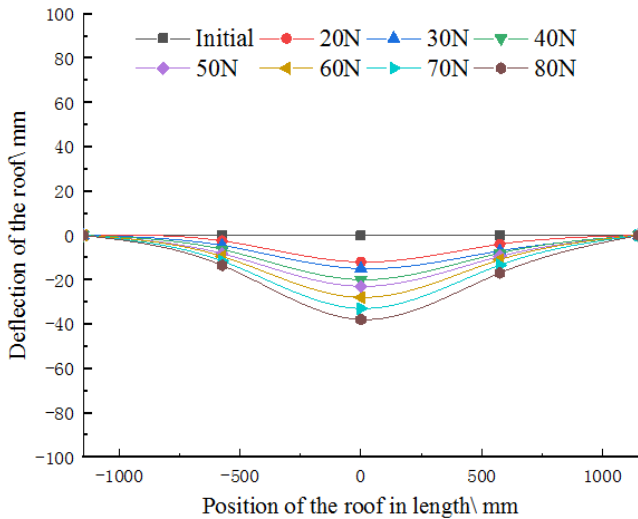 100
80
60
40
20
0
−20
−40
−60
−80
−100
Deflection of the roof\ mm
Initial 20N 30N 40N
50N 60N 70N 80N
−1000 −500 0 500 1000
Position of the roof in length\ mm